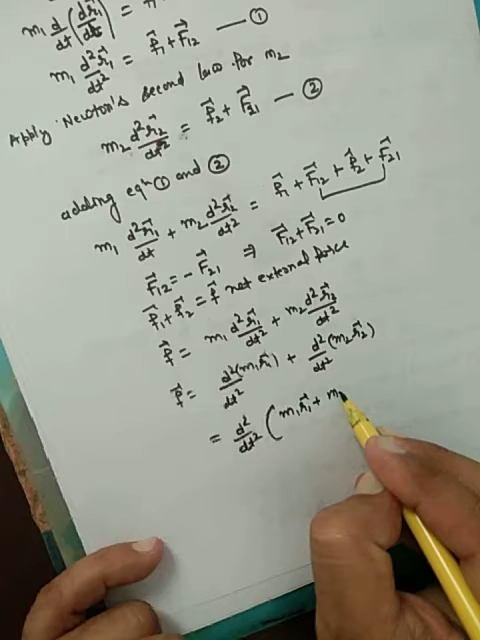 m₁ d/dt (dr⃗₁/dt) =
m₁ d²r⃗₁/dt² = f⃗₁ + F⃗₁₂ — ①
Apply Newton's second law for m₂
m₂ d²r⃗₂/dt² = f⃗₂ + F⃗₂₁ — ②
adding eqⁿ ① and ②
m₁ d²r⃗₁/dt + m₂ d²r⃗₂/dt² = f⃗₁ + F⃗₁₂ + f⃗₂ + F⃗₂₁
F⃗₁₂ = - F⃗₂₁ ⇒ F⃗₁₂ + F⃗₂₁ = 0
f⃗₁ + f⃗₂ = f⃗ net external force
f⃗ = m₁ d²r⃗₁/dt² + m₂ d²r⃗₂/dt²
f⃗ = d²(m₁r⃗₁)/dt² + d²/dt² (m₂r⃗₂)
= d²/dt² (m₁r⃗₁ + m₂